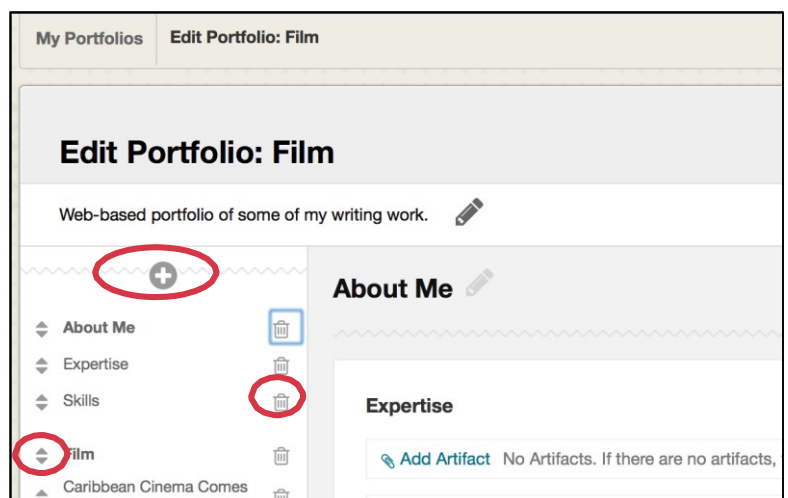 My Portfolios
Edit Portfolio: Film
Edit Portfolio: Film
Web-based portfolio of some of my writing work.
About Me
About Me
Expertise
Skills
Film
Caribbean Cinema Comes
Expertise
Add Artifact No Artifacts. If there are no artifacts,